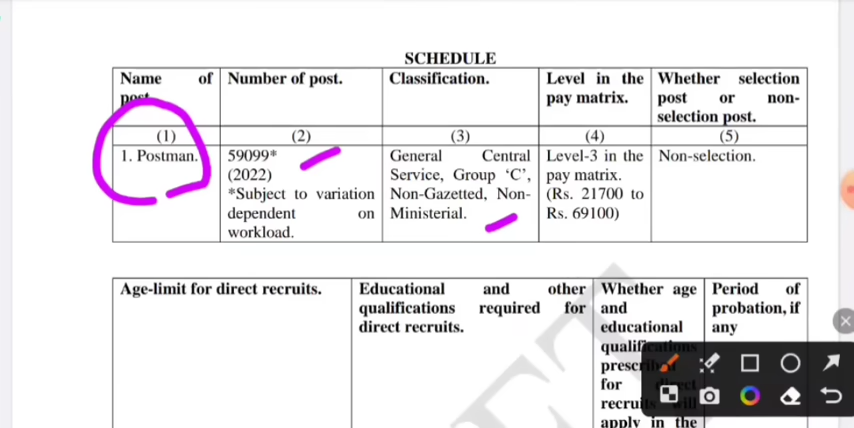 SCHEDULE
Name of post.
Number of post.
Classification.
Level in the pay matrix.
Whether selection post or non-selection post.
(1)
(2)
(3)
(4)
(5)
1. Postman.
59099*
(2022)
*Subject to variation
dependent on
workload.
General Central
Service, Group ‘C’,
Non-Gazetted, Non-
Ministerial.
Level-3 in the
pay matrix.
(Rs. 21700 to
Rs. 69100)
Non-selection.
Age-limit for direct recruits.
Educational and other
qualifications required for
direct recruits.
Whether age
and
educational
for
apply in the
Period of
probation, if
any